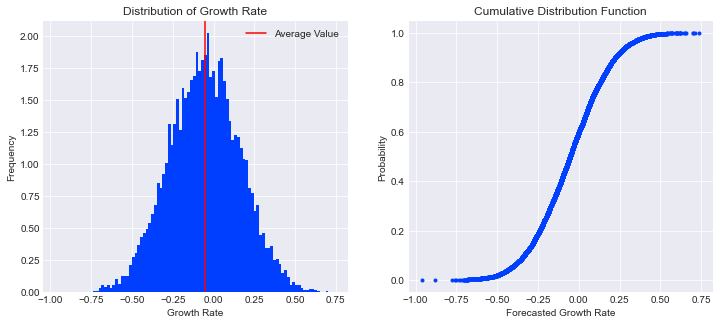 Distribution of Growth Rate
Average Value
2.00
1.75
1.50
1.25
1.00
0.75
0.50
0.25
0.00
Frequency
−1.00 −0.75 −0.50 −0.25 0.00 0.25 0.50 0.75
Growth Rate
Cumulative Distribution Function
1.0
0.8
0.6
0.4
0.2
0.0
Probability
−1.00 −0.75 −0.50 −0.25 0.00 0.25 0.50 0.75
Forecasted Growth Rate